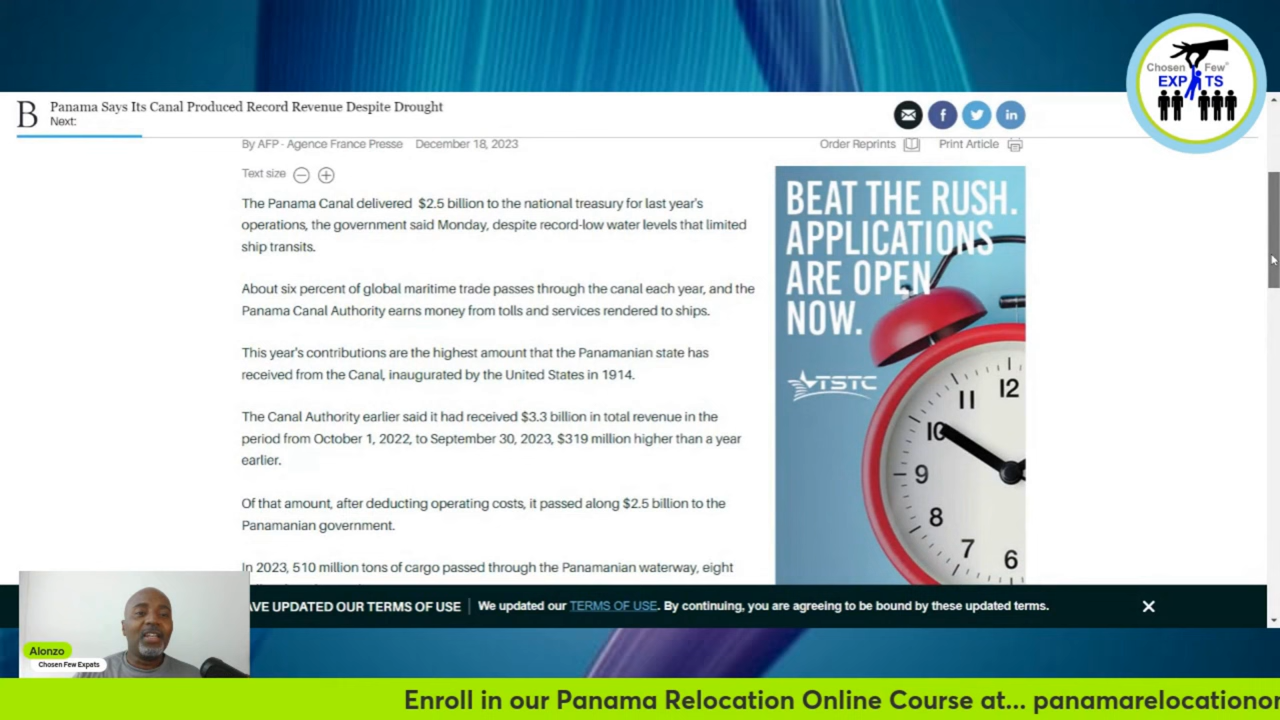 Chosen Few
EXPATS
B
Panama Says Its Canal Produced Record Revenue Despite Drought
Next:
f
in
By AFP - Agence France Presse December 18, 2023
Order Reprints Print Article
Text size
The Panama Canal delivered $2.5 billion to the national treasury for last year's
operations, the government said Monday, despite record-low water levels that limited
ship transits.
About six percent of global maritime trade passes through the canal each year, and the
Panama Canal Authority earns money from tolls and services rendered to ships.
This year's contributions are the highest amount that the Panamanian state has
received from the Canal, inaugurated by the United States in 1914.
The Canal Authority earlier said it had received $3.3 billion in total revenue in the
period from October 1, 2022, to September 30, 2023, $319 million higher than a year
earlier.
Of that amount, after deducting operating costs, it passed along $2.5 billion to the
Panamanian government.
In 2023, 510 million tons of cargo passed through the Panamanian waterway, eight
BEAT THE RUSH.
APPLICATIONS
ARE OPEN
NOW.
TSTC
12
11
10
9
8
7
6
AVE UPDATED OUR TERMS OF USE We updated our TERMS OF USE. By continuing, you are agreeing to be bound by these updated terms.
Alonzo
Chosen Few Expats
Enroll in our Panama Relocation Online Course at... panamarelocationo